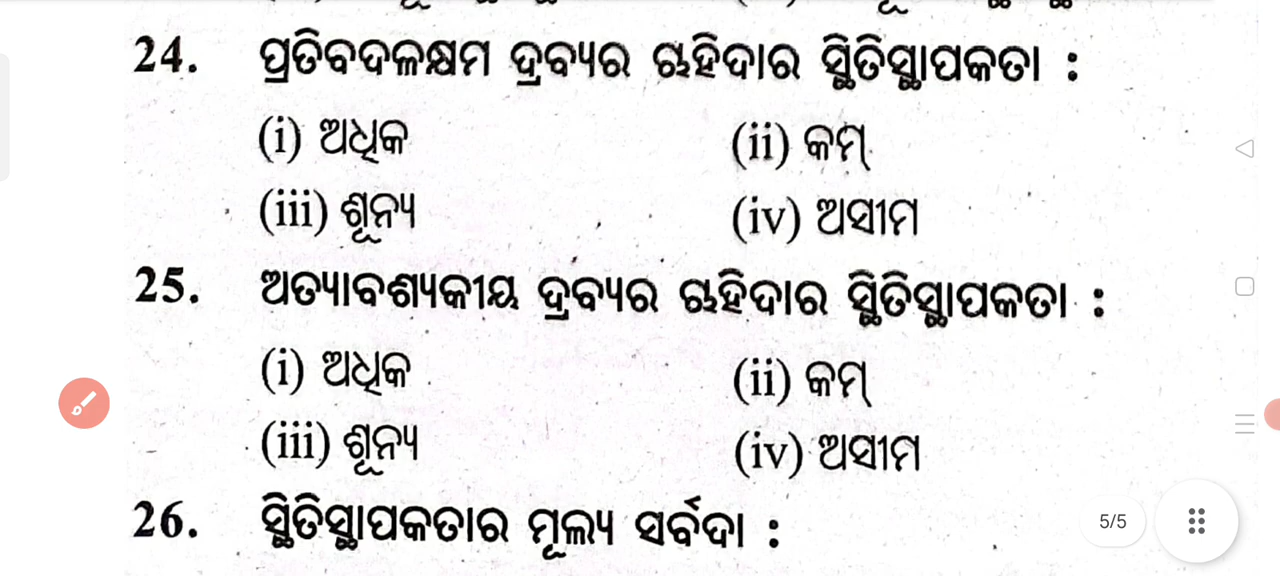 24. ପ୍ରତିବଦଳକ୍ଷମ ଦ୍ରବ୍ୟର ଚାହିଦାର ସ୍ଥିତିସ୍ଥାପକତା :
(i) ଅଧିକ (ii) କମ୍
(iii) ଶୂନ୍ୟ (iv) ଅସୀମ
25. ଅତ୍ୟାବଶ୍ୟକୀୟ ଦ୍ରବ୍ୟର ଚାହିଦାର ସ୍ଥିତିସ୍ଥାପକତା :
(i) ଅଧିକ (ii) କମ୍
(iii) ଶୂନ୍ୟ (iv) ଅସୀମ
26. ସ୍ଥିତିସ୍ଥାପକତାର ମୂଲ୍ୟ ସର୍ବଦା :
5/5